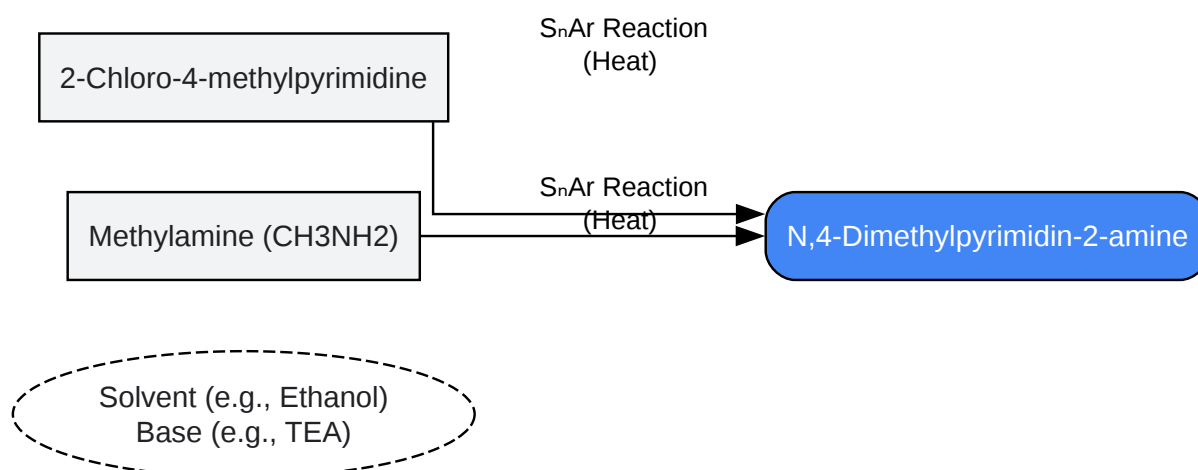 SₙAr Reaction
(Heat)
2-Chloro-4-methylpyrimidine
SₙAr Reaction
(Heat)
Methylamine (CH3NH2)
N,4-Dimethylpyrimidin-2-amine
Solvent (e.g., Ethanol)
Base (e.g., TEA)